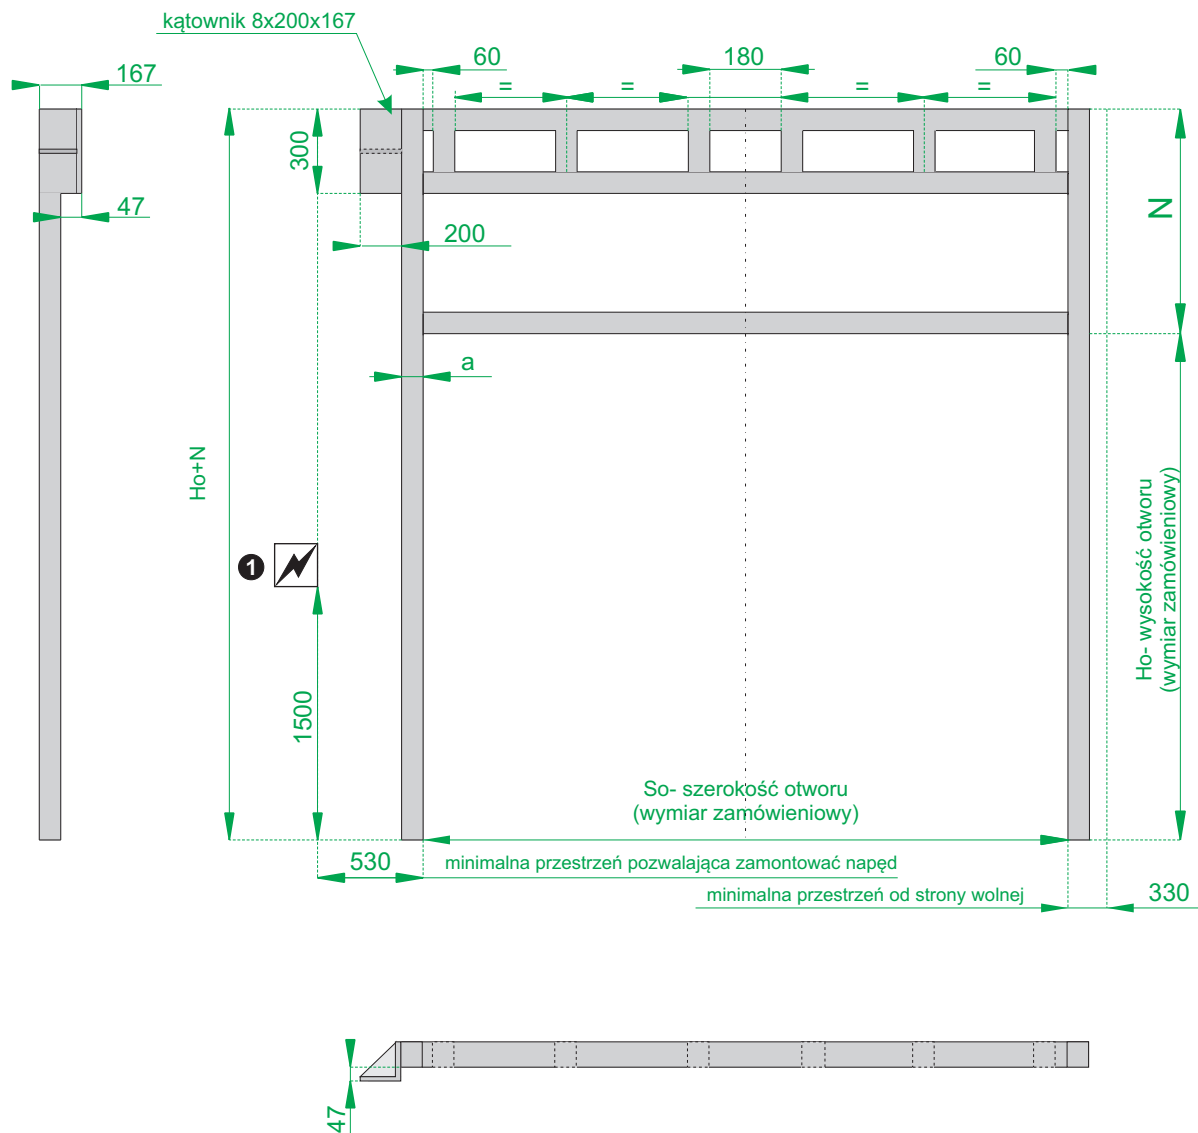 kątownik 8x200x167
60
180
60
167
=
=
=
=
300
47
200
N
a
Ho+N
1
Ho- wysokość otworu
(wymiar zamówieniowy)
1500
So- szerokość otworu
(wymiar zamówieniowy)
530
minimalna przestrzeń pozwalająca zamontować napęd
minimalna przestrzeń od strony wolnej
330
47